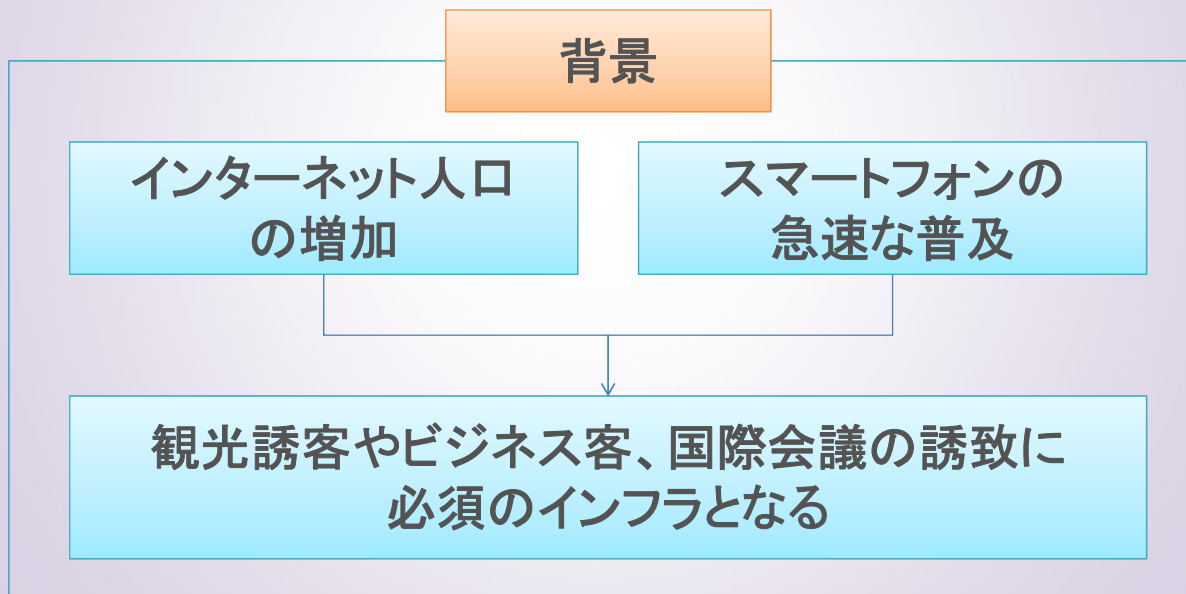 背景
インターネット人口
の増加
スマートフォンの
急速な普及
観光誘客やビジネス客、国際会議の誘致に
必須のインフラとなる